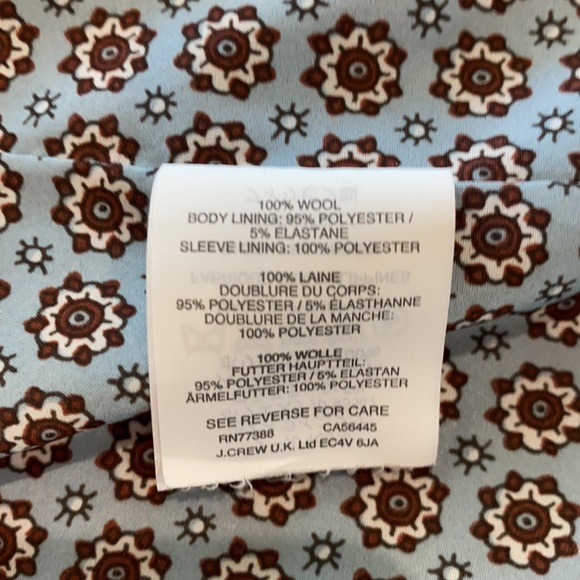 100% WOOL
BODY LINING: 95% POLYESTER /
5% ELASTANE
SLEEVE LINING: 100% POLYESTER
100% LAINE
DOUBLURE DU CORPS:
95% POLYESTER / 5% ÉLASTHANNE
DOUBLURE DE LA MANCHE:
100% POLYESTER
100% WOLLE
FUTTER HAUPTTEIL:
95% POLYESTER / 5% ELASTAN
ÄRMELFUTTER: 100% POLYESTER
SEE REVERSE FOR CARE
RN77388 CA56445
J.CREW U.K. Ltd EC4V 6JA